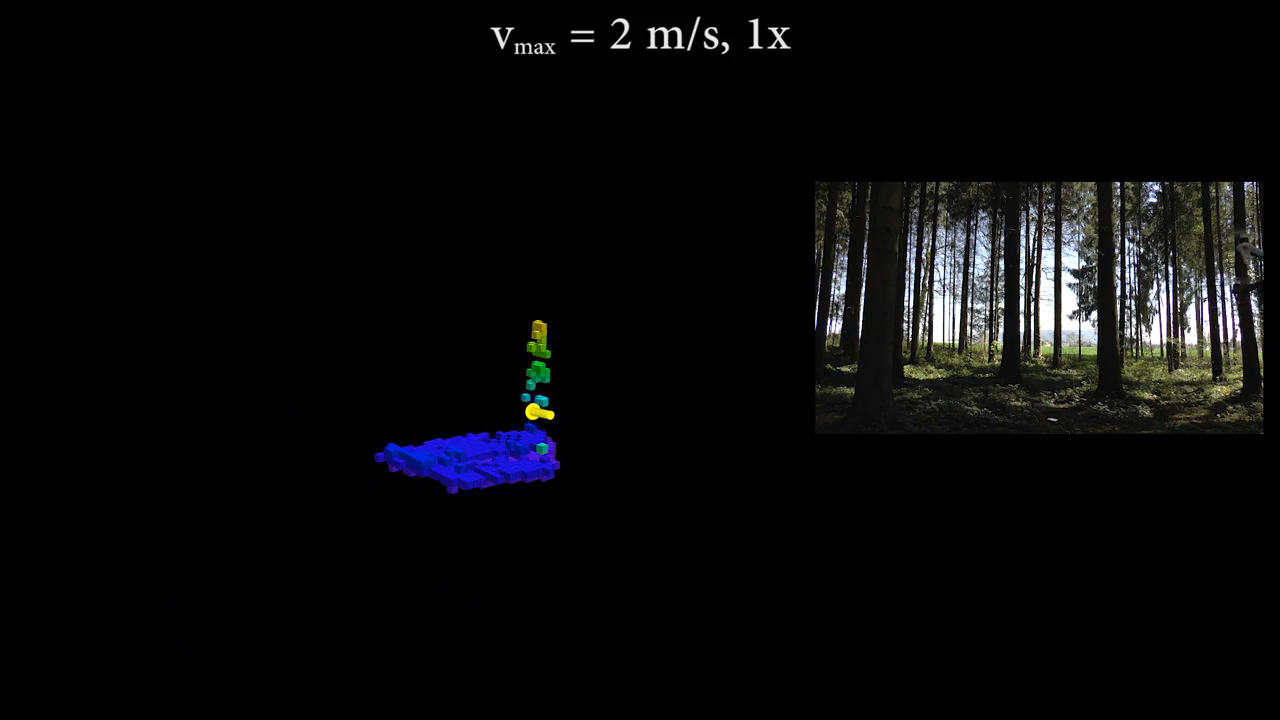 vmax = 2 m/s, 1x